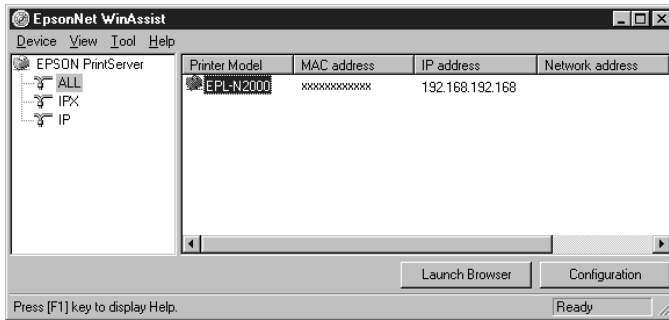 EpsonNet WinAssist
Device View Tool Help
EPSON PrintServer
ALL
IPX
IP
Printer Model MAC address IP address Network address
EPL-N2000 xxxxxxxxxxxx 192.168.192.168
Launch Browser Configuration
Press [F1] key to display Help. Ready